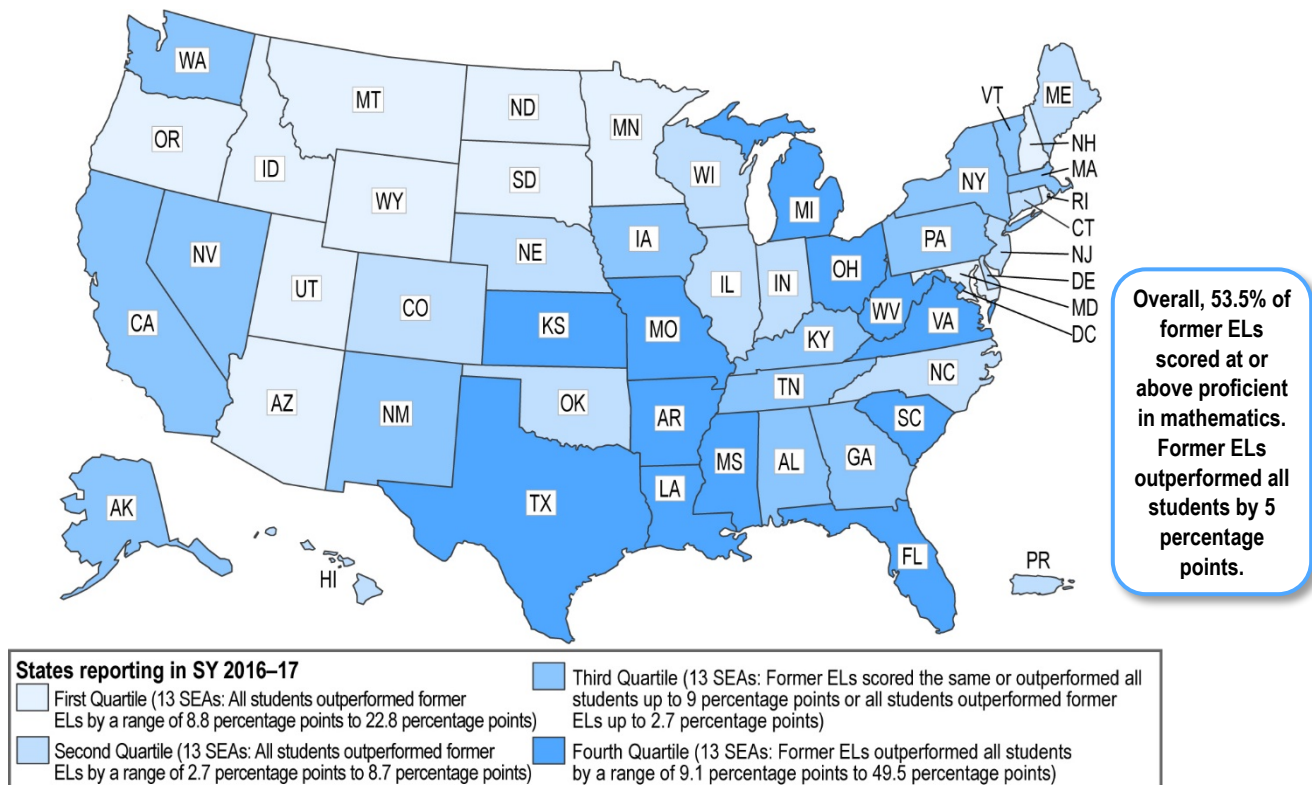 WA
OR
CA
NV
ID
MT
WY
UT
AZ
CO
NM
ND
SD
NE
KS
OK
TX
MN
IA
MO
AR
LA
WI
IL
IN
MI
OH
KY
TN
MS
AL
GA
FL
SC
NC
VA
WV
PA
NY
VT
ME
NH
MA
RI
CT
NJ
DE
MD
DC
AK
HI
PR
Overall, 53.5% of
former ELs
scored at or
above proficient
in mathematics.
Former ELs
outperformed all
students by 5
percentage
points.
States reporting in SY 2016–17
First Quartile (13 SEAs: All students outperformed former
ELs by a range of 8.8 percentage points to 22.8 percentage points)
Second Quartile (13 SEAs: All students outperformed former
ELs by a range of 2.7 percentage points to 8.7 percentage points)
Third Quartile (13 SEAs: Former ELs scored the same or outperformed all
students up to 9 percentage points or all students outperformed former
ELs up to 2.7 percentage points)
Fourth Quartile (13 SEAs: Former ELs outperformed all students
by a range of 9.1 percentage points to 49.5 percentage points)